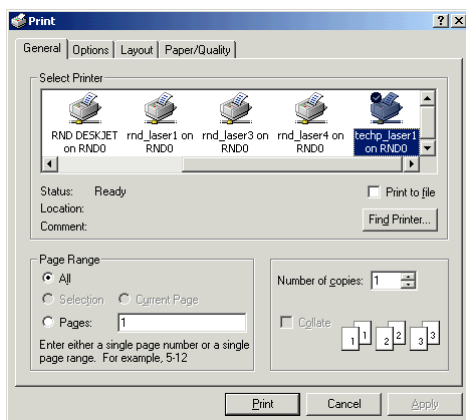 Print
General Options Layout Paper/Quality
Select Printer
RND DESKJET on RND0
rnd_laser1 on RND0
rnd_laser3 on RND0
rnd_laser4 on RND0
techp_laser1 on RND0
Status: Ready
Location:
Comment:
Print to file
Find Printer...
Page Range
All
Selection Current Page
Pages: 1
Enter either a single page number or a single
page range. For example, 5-12
Number of copies: 1
Collate
1 1 2 2 3 3
Print Cancel Apply